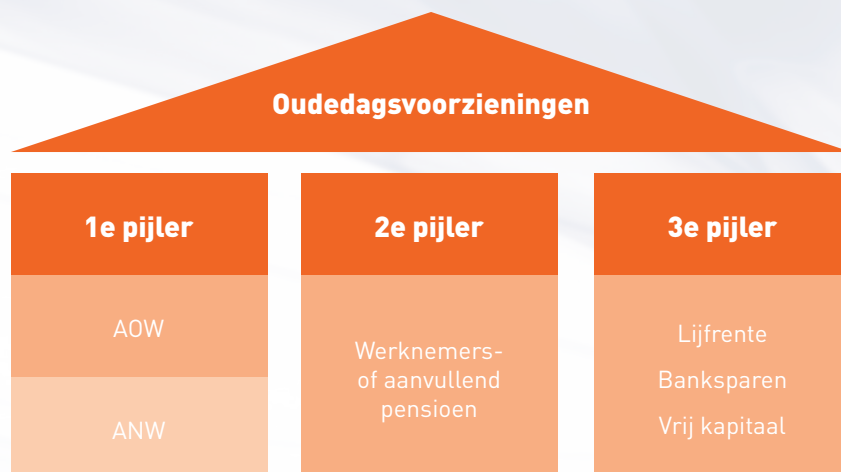 Oudedagsvoorzieningen
1e pijler
AOW
ANW
2e pijler
Werknemers-
of aanvullend
pensioen
3e pijler
Lijfrente
Banksparen
Vrij kapitaal